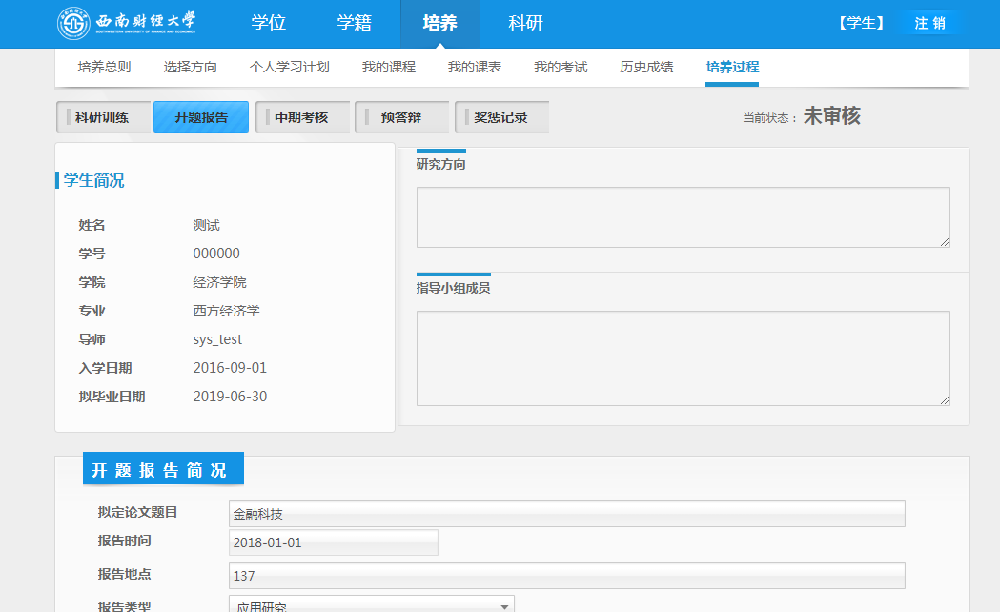 西南财经大学
SOUTHWESTERN UNIVERSITY OF FINANCE AND ECONOMICS
学位 学籍 培养 科研 【学生】 注 销
培养总则 选择方向 个人学习计划 我的课程 我的课表 我的考试 历史成绩 培养过程
科研训练 开题报告 中期考核 预答辩 奖惩记录 当前状态： 未审核
学生简况
姓名 测试
学号 000000
学院 经济学院
专业 西方经济学
导师 sys_test
入学日期 2016-09-01
拟毕业日期 2019-06-30
研究方向
指导小组成员
开题报告简况
拟定论文题目 金融科技
报告时间 2018-01-01
报告地点 137
报告类型 应用研究